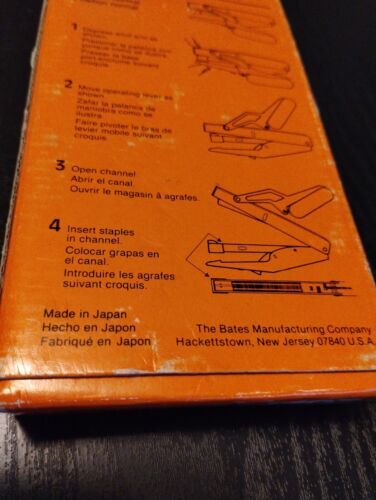 1
2 Move operating lever as
shown.
Zafar la palanca de
maniobra como se
ilustra.
Faire pivoter le bras de
levier mobile suivant
croquis.
3 Open channel.
Abrir el canal.
Ouvrir le magasin à agrafes.
4 Insert staples
in channel.
Colocar grapas en
el canal.
Introduire les agrafes
suivant croquis.
Made in Japan
Hecho en Japon
Fabriqué en Japon
The Bates Manufacturing Company
Hackettstown, New Jersey 07840 U.S.A.